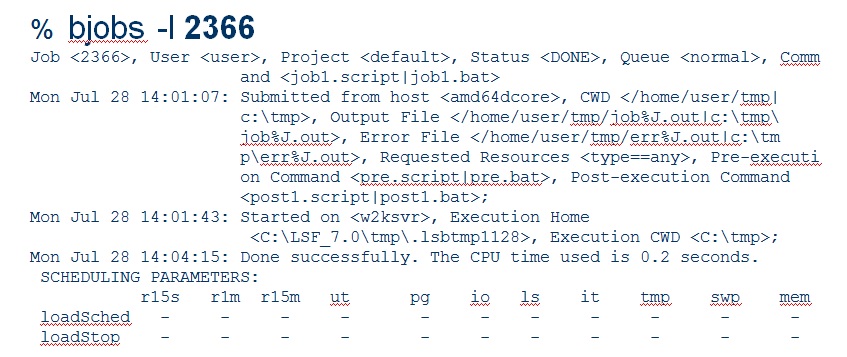 % bjobs -l 2366
Job <2366>, User <user>, Project <default>, Status <DONE>, Queue <normal>, Comm
and <job1.script|job1.bat>
Mon Jul 28 14:01:07: Submitted from host <amd64dcore>, CWD </home/user/tmp|
c:\tmp>, Output File </home/user/tmp/job%J.out|c:\tmp\
job%J.out>, Error File </home/user/tmp/err%J.out|c:\tm
p\err%J.out>, Requested Resources <type==any>, Pre-executi
on Command <pre.script|pre.bat>, Post-execution Command
<post1.script|post1.bat>;
Mon Jul 28 14:01:43: Started on <w2ksvr>, Execution Home
<C:\LSF_7.0\tmp\.lsbtmp1128>, Execution CWD <C:\tmp>;
Mon Jul 28 14:04:15: Done successfully. The CPU time used is 0.2 seconds.
SCHEDULING PARAMETERS:
r15s r1m r15m ut pg io ls it tmp swp mem
loadSched - - - - - - - - - - -
loadStop - - - - - - - - - - -